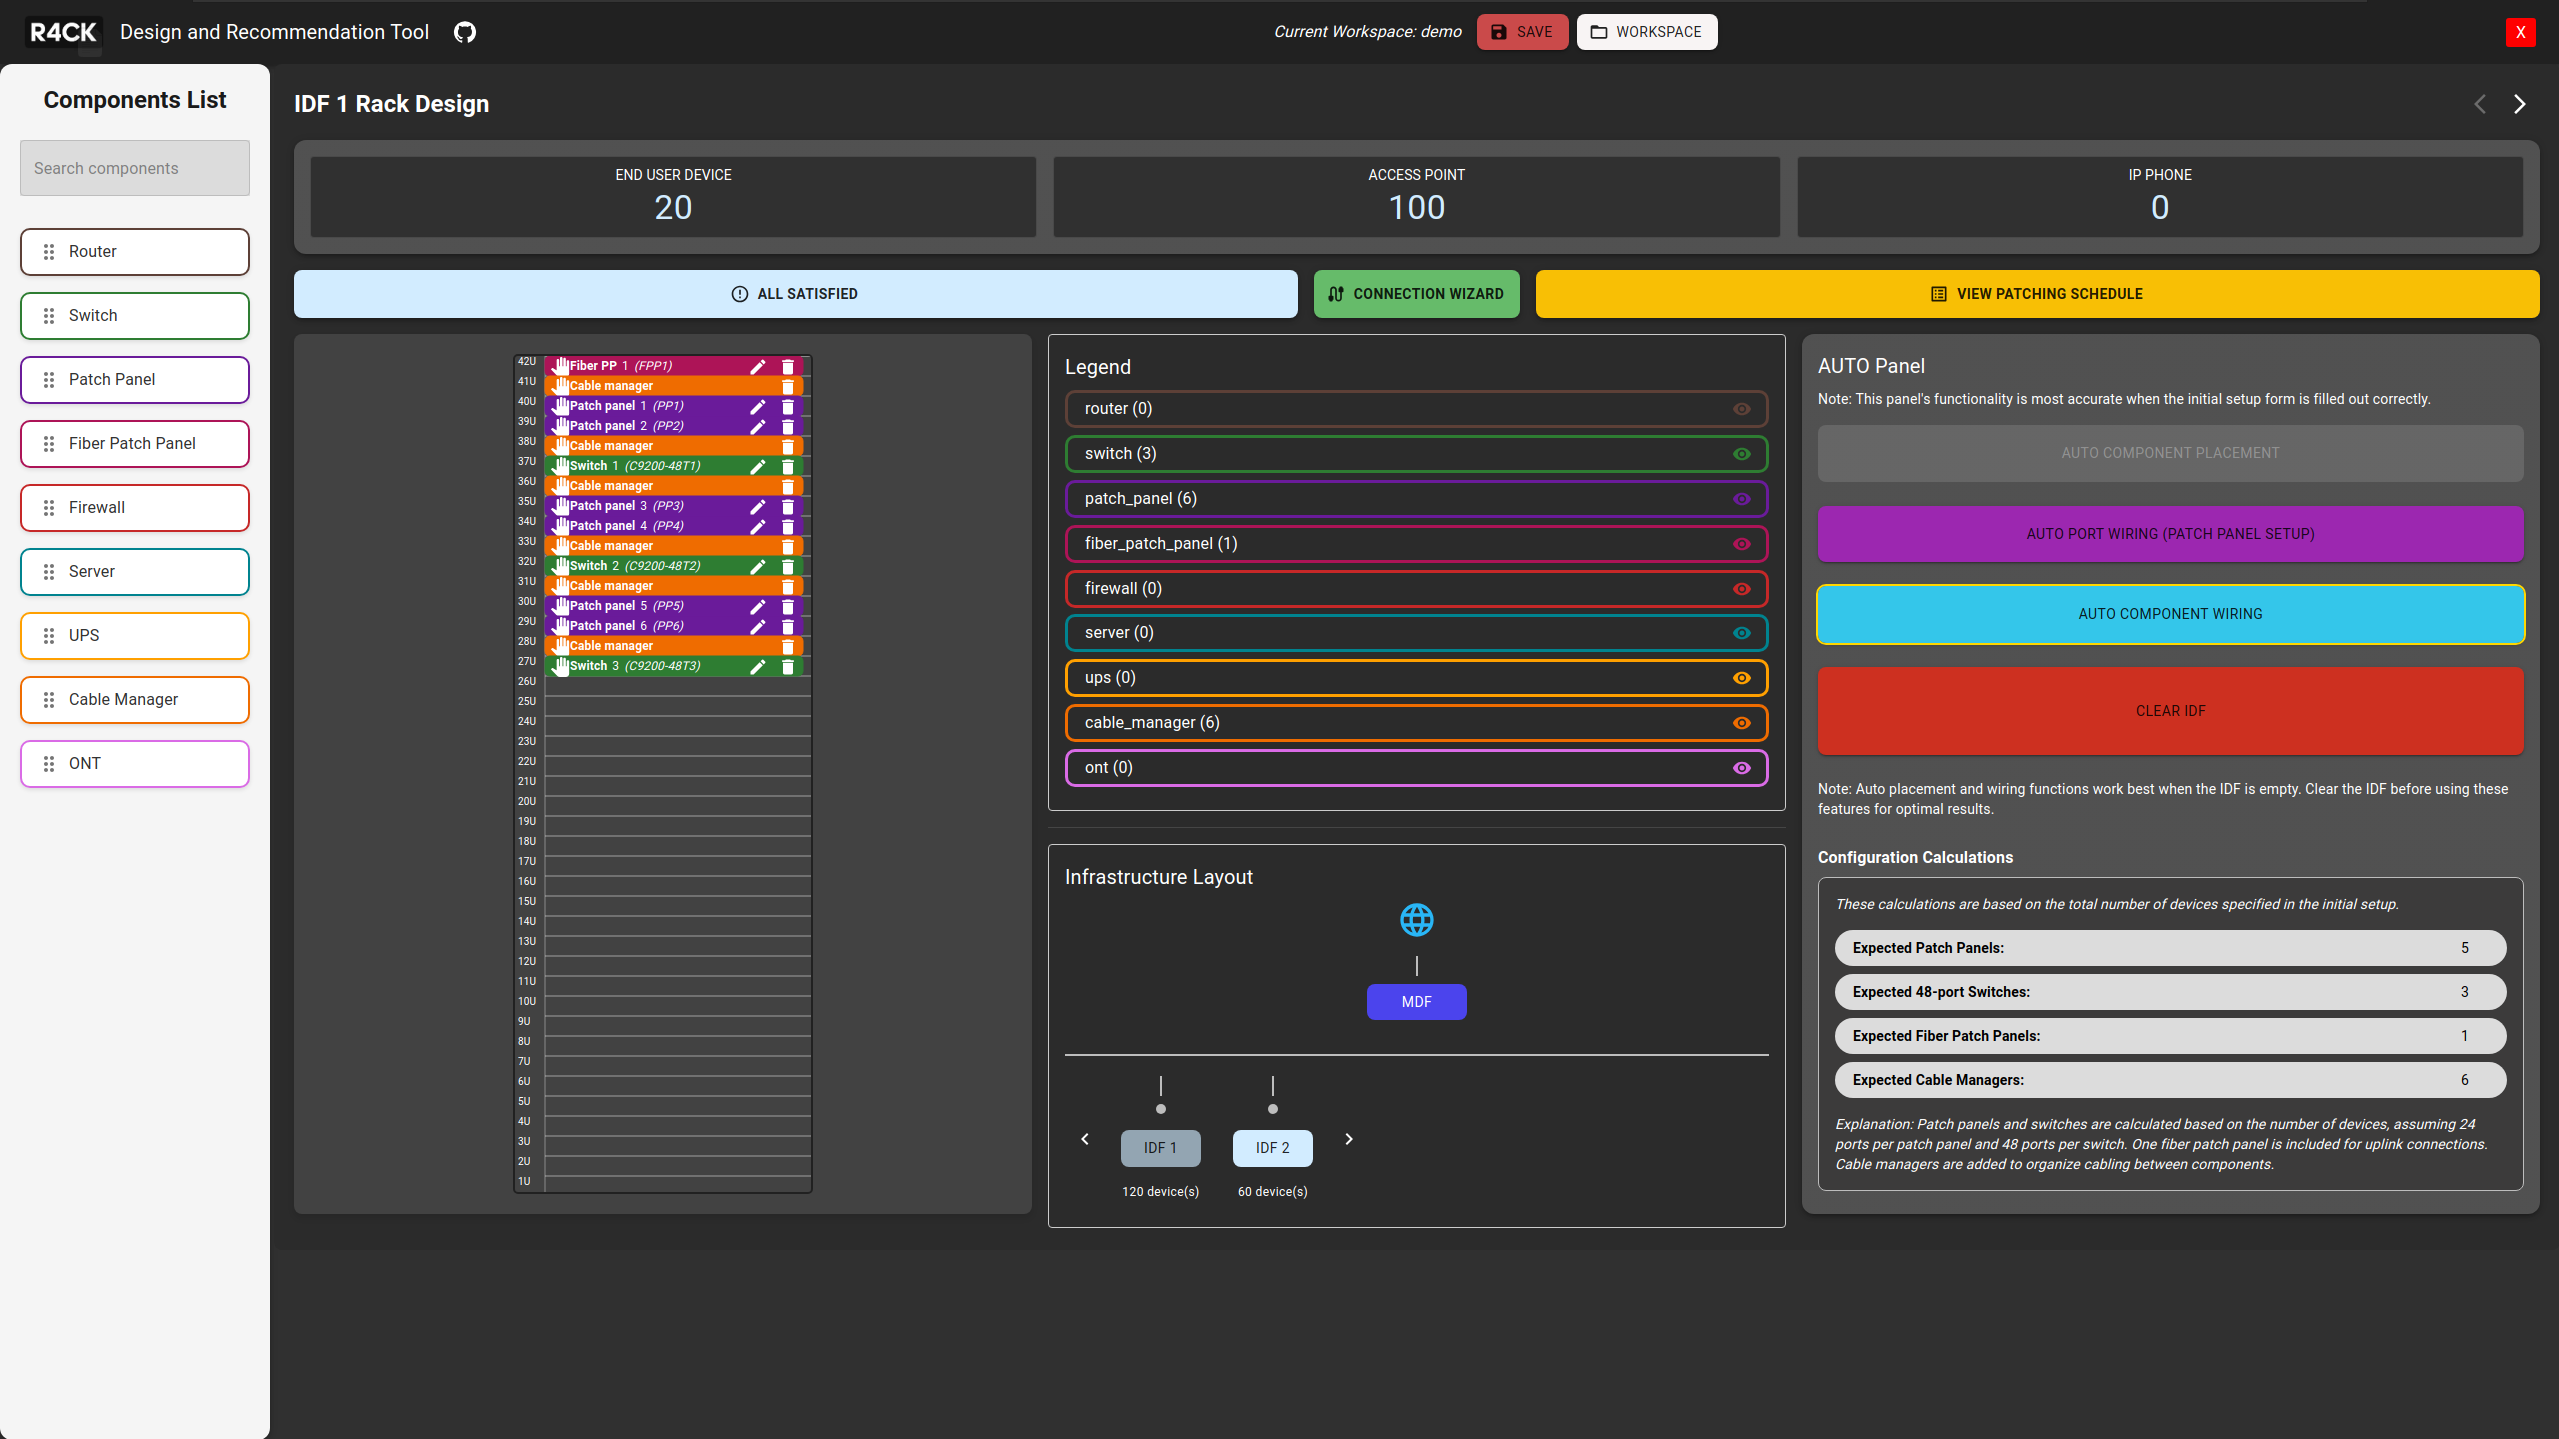 R4CK
Design and Recommendation Tool
Current Workspace: demo
SAVE
WORKSPACE
X
Components List
Search components
Router
Switch
Patch Panel
Fiber Patch Panel
Firewall
Server
UPS
Cable Manager
ONT
IDF 1 Rack Design
END USER DEVICE
20
ACCESS POINT
100
IP PHONE
0
ALL SATISFIED
CONNECTION WIZARD
VIEW PATCHING SCHEDULE
42U Fiber PP 1 (FPP1)
41U Cable manager
40U Patch panel 1 (PP1)
39U Patch panel 2 (PP2)
38U Cable manager
37U Switch 1 (C9200-48T1)
36U Cable manager
35U Patch panel 3 (PP3)
34U Patch panel 4 (PP4)
33U Cable manager
32U Switch 2 (C9200-48T2)
31U Cable manager
30U Patch panel 5 (PP5)
29U Patch panel 6 (PP6)
28U Cable manager
27U Switch 3 (C9200-48T3)
26U
25U
24U
23U
22U
21U
20U
19U
18U
17U
16U
15U
14U
13U
12U
11U
10U
9U
8U
7U
6U
5U
4U
3U
2U
1U
Legend
router (0)
switch (3)
patch_panel (6)
fiber_patch_panel (1)
firewall (0)
server (0)
ups (0)
cable_manager (6)
ont (0)
Infrastructure Layout
MDF
IDF 1
120 device(s)
IDF 2
60 device(s)
AUTO Panel
Note: This panel's functionality is most accurate when the initial setup form is filled out correctly.
AUTO COMPONENT PLACEMENT
AUTO PORT WIRING (PATCH PANEL SETUP)
AUTO COMPONENT WIRING
CLEAR IDF
Note: Auto placement and wiring functions work best when the IDF is empty. Clear the IDF before using these
features for optimal results.
Configuration Calculations
These calculations are based on the total number of devices specified in the initial setup.
Expected Patch Panels: 5
Expected 48-port Switches: 3
Expected Fiber Patch Panels: 1
Expected Cable Managers: 6
Explanation: Patch panels and switches are calculated based on the number of devices, assuming 24
ports per patch panel and 48 ports per switch. One fiber patch panel is included for uplink connections.
Cable managers are added to organize cabling between components.